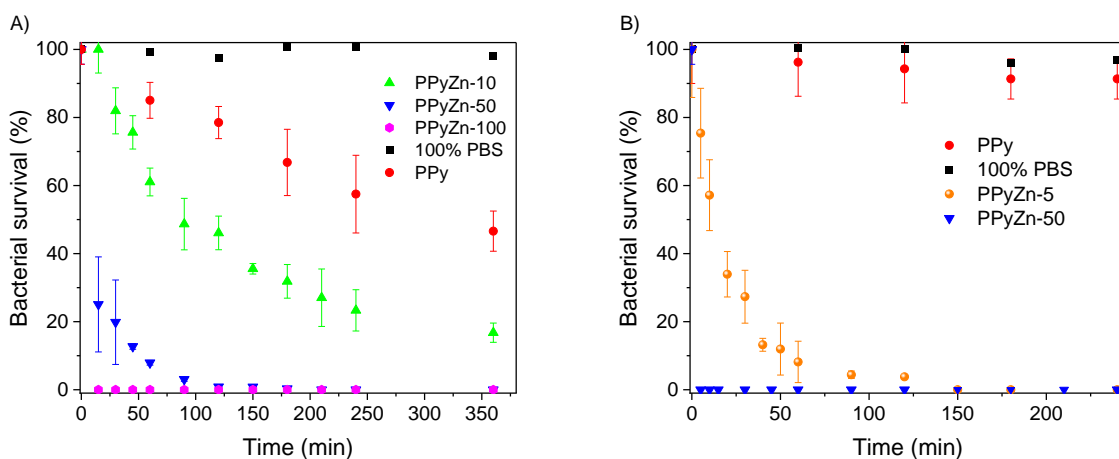 A)
100
80
60
40
20
0
Bacterial survival (%)
PPyZn-10
PPyZn-50
PPyZn-100
100% PBS
PPy
0 50 100 150 200 250 300 350
Time (min)
B)
100
80
60
40
20
0
Bacterial survival (%)
PPy
100% PBS
PPyZn-5
PPyZn-50
0 50 100 150 200
Time (min)